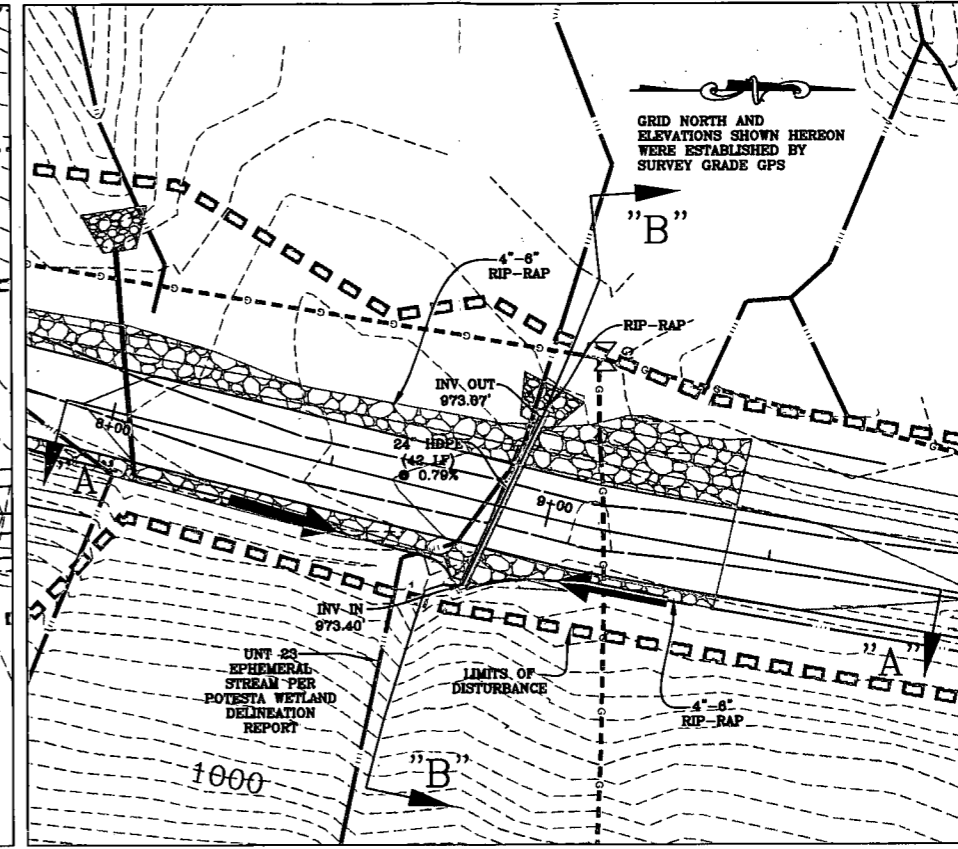 GRID NORTH AND
ELEVATIONS SHOWN HEREON
WERE ESTABLISHED BY
SURVEY GRADE GPS
"B"
4"-6"
RIP-RAP
RIP-RAP
INV OUT
973.07'
24" HDPE
(42 LF)
@ 0.79%
8+00
9+00
"A"
INV IN
973.40'
UNT 23
EPHEMERAL
STREAM PER
POTESTA WETLAND
DELINEATION
REPORT
LIMITS OF
DISTURBANCE
4"-6"
RIP-RAP
"A"
"B"
1000
G
G
G
G
G
G
G
G
G
G
G
G